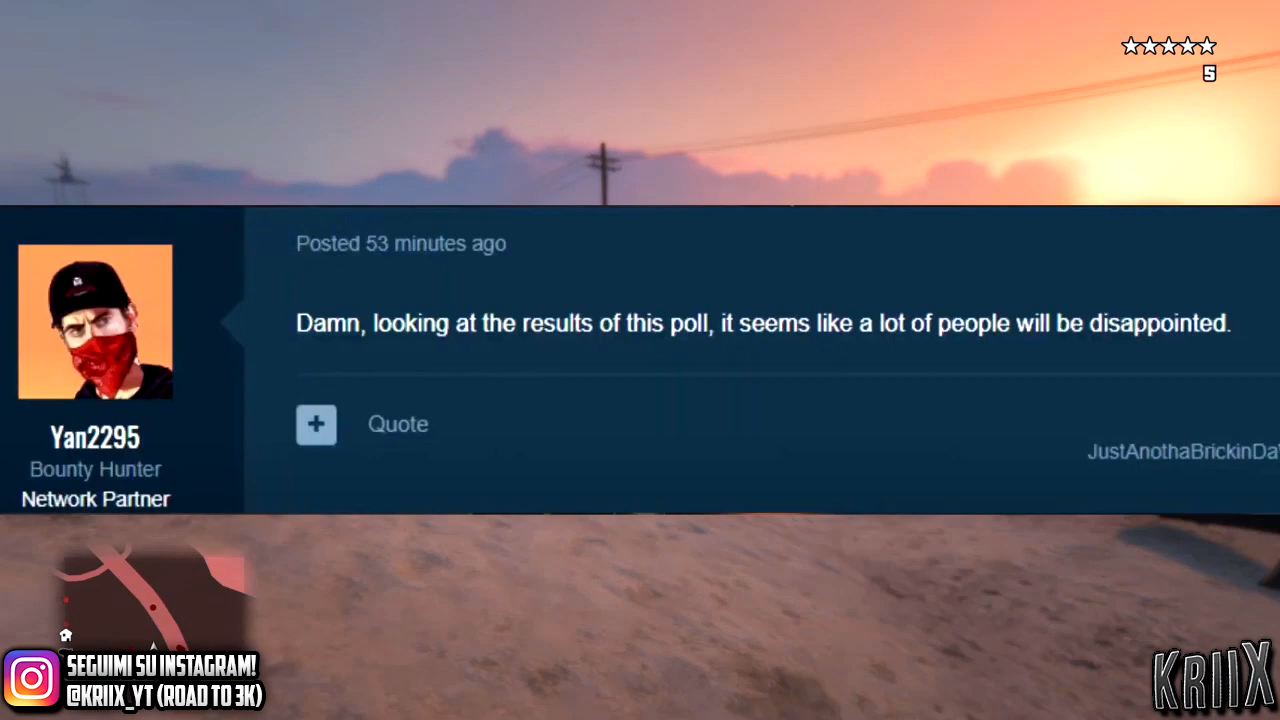 5
Posted 53 minutes ago
Damn, looking at the results of this poll, it seems like a lot of people will be disappointed.
Quote
JustAnothaBrickinDa
Yan2295
Bounty Hunter
Network Partner
SEGUIMI SU INSTAGRAM!
@KRIIX_YT (ROAD TO 3K)
KRIIX